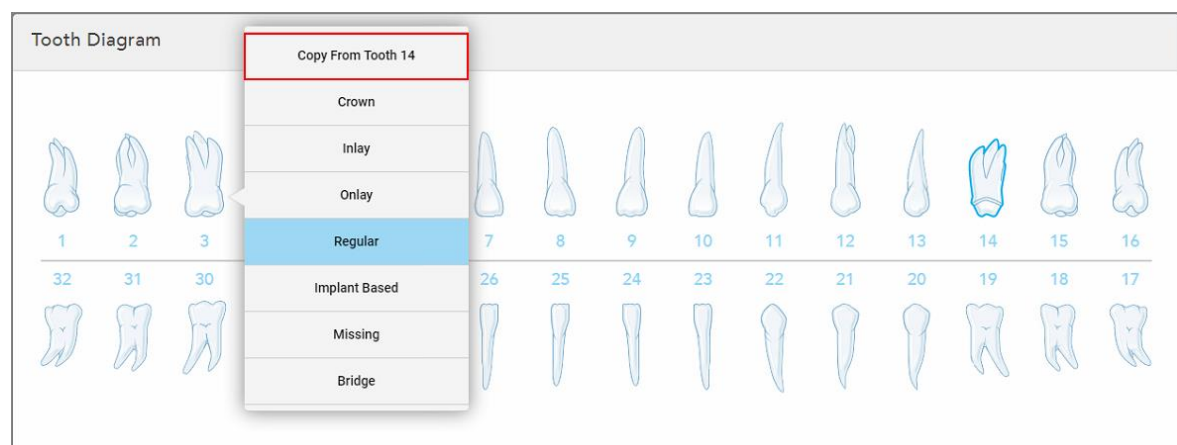 Tooth Diagram
Copy From Tooth 14
Crown
Inlay
Onlay
Regular
Implant Based
Missing
Bridge
1 2 3 7 8 9 10 11 12 13 14 15 16
32 31 30 26 25 24 23 22 21 20 19 18 17